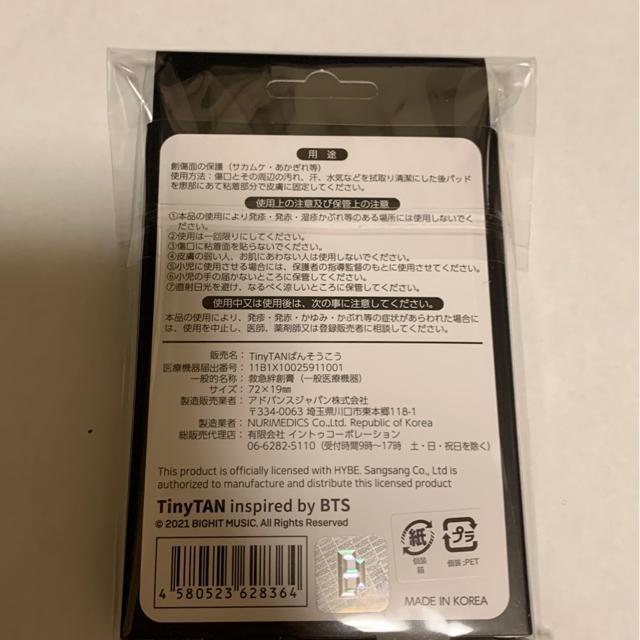 用 途
創傷面の保護（サカムケ・あかぎれ等）
使用方法：傷口とその周辺の汚れ、汗、水気などを拭取り清潔にした後パッド
を患部にあて粘着部分で皮膚に固定してください。
使用上の注意及び保管上の注意
①本品の使用により発疹・発赤・湿疹かぶれ等のある場所には使用しないで
ください。
②使用は一回限りにしてください。
③傷口に粘着面を貼らないでください。
④皮膚の弱い人、お肌にあわない人は使用しないでください。
⑤小児に使用させる場合には、保護者の指導監督のもとに使用させてください。
⑥小児の手の届かないところに保管してください。
⑦直射日光を避け、なるべく涼しいところに保管してください。
使用中又は使用後は、次の事に注意してください。
本品の使用により、発疹・発赤・かゆみ・かぶれ等の症状があらわれた場合に
は、使用を中止し、医師、薬剤師又は登録販売者に相談してください。
販売名：TinyTANばんそうこう
医療機器届出番号：11B1X10025911001
一般的名称：救急絆創膏（一般医療機器）
サイズ：72×19㎜
製造販売業者：アドバンスジャパン株式会社
〒334-0063 埼玉県川口市東本郷118-1
製造業者：NURIMEDICS Co.,Ltd. Republic of Korea
総販売代理店：有限会社 イントゥコーポレーション
06-6282-5110（受付時間9時〜17時 土・日・祝日を除く）
This product is officially licensed with HYBE. Sangsang Co., Ltd is
authorized to manufacture and distribute this licensed product
TinyTAN inspired by BTS
© 2021 BIGHIT MUSIC. All Rights Reserved
紙 プラ
個装 個装:PET
箱
4 580523 628364
MADE IN KOREA